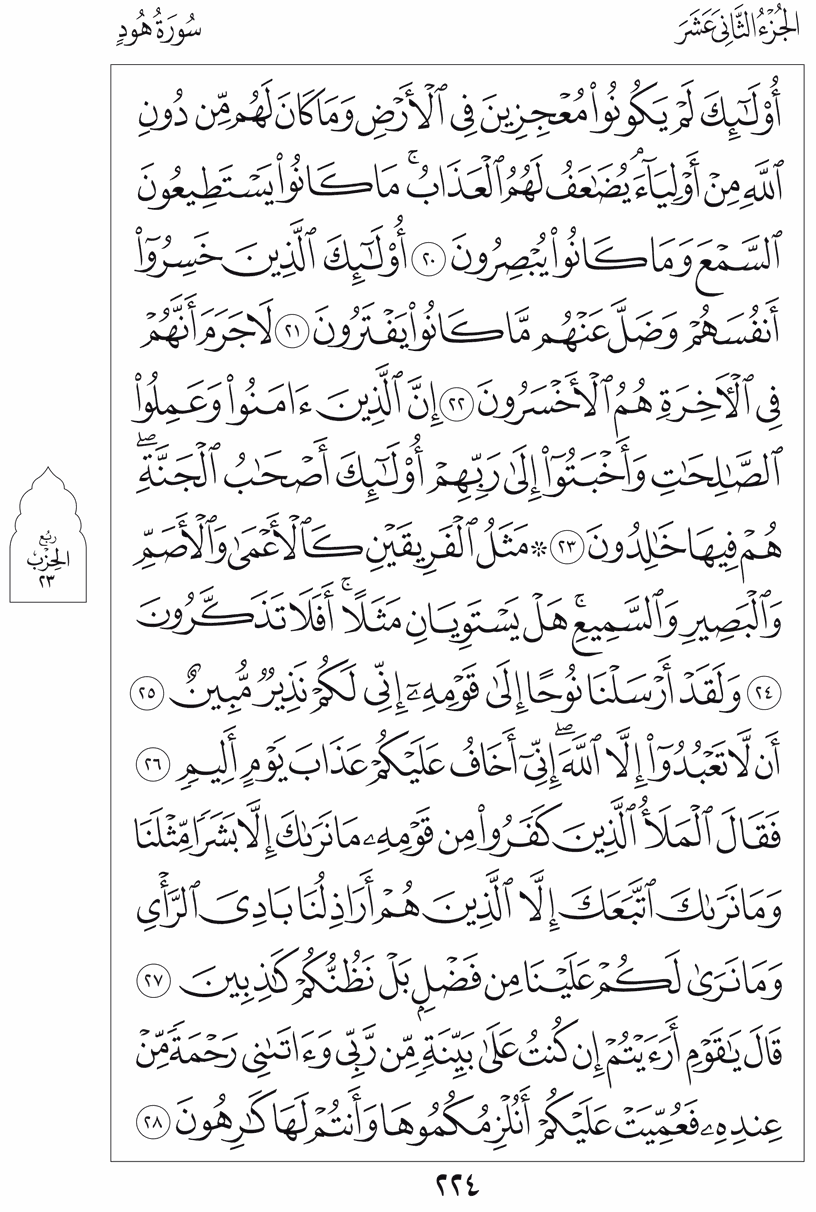 الجُزْءُ الثَّانِي عَشَرَ
سُورَةُ هُودٍ
أُوْلَٰٓئِكَ لَمۡ يَكُونُواْ مُعۡجِزِينَ فِي ٱلۡأَرۡضِ وَمَا كَانَ لَهُم مِّن دُونِ
ٱللَّهِ مِنۡ أَوۡلِيَآءَۘ يُضَٰعَفُ لَهُمُ ٱلۡعَذَابُۚ مَا كَانُواْ يَسۡتَطِيعُونَ
ٱلسَّمۡعَ وَمَا كَانُواْ يُبۡصِرُونَ ٢٠ أُوْلَٰٓئِكَ ٱلَّذِينَ خَسِرُوٓاْ
أَنفُسَهُمۡ وَضَلَّ عَنۡهُم مَّا كَانُواْ يَفۡتَرُونَ ٢١ لَا جَرَمَ أَنَّهُمۡ
فِي ٱلۡأٓخِرَةِ هُمُ ٱلۡأَخۡسَرُونَ ٢٢ إِنَّ ٱلَّذِينَ ءَامَنُواْ وَعَمِلُواْ
ٱلصَّٰلِحَٰتِ وَأَخۡبَتُوٓاْ إِلَىٰ رَبِّهِمۡ أُوْلَٰٓئِكَ أَصۡحَٰبُ ٱلۡجَنَّةِۖ
هُمۡ فِيهَا خَٰلِدُونَ ٢٣ ۞ مَثَلُ ٱلۡفَرِيقَيۡنِ كَٱلۡأَعۡمَىٰ وَٱلۡأَصَمِّ
وَٱلۡبَصِيرِ وَٱلسَّمِيعِۚ هَلۡ يَسۡتَوِيَانِ مَثَلًاۚ أَفَلَا تَذَكَّرُونَ
٢٤ وَلَقَدۡ أَرۡسَلۡنَا نُوحًا إِلَىٰ قَوۡمِهِۦٓ إِنِّي لَكُمۡ نَذِيرٞ مُّبِينٌ ٢٥
أَن لَّا تَعۡبُدُوٓاْ إِلَّا ٱللَّهَۖ إِنِّيٓ أَخَافُ عَلَيۡكُمۡ عَذَابَ يَوۡمٍ أَلِيمٖ ٢٦
فَقَالَ ٱلۡمَلَأُ ٱلَّذِينَ كَفَرُواْ مِن قَوۡمِهِۦ مَا نَرَىٰكَ إِلَّا بَشَرٗا مِّثۡلَنَا
وَمَا نَرَىٰكَ ٱتَّبَعَكَ إِلَّا ٱلَّذِينَ هُمۡ أَرَاذِلُنَا بَادِيَ ٱلرَّأۡيِ
وَمَا نَرَىٰ لَكُمۡ عَلَيۡنَا مِن فَضۡلِۭ بَلۡ نَظُنُّكُمۡ كَٰذِبِينَ ٢٧
قَالَ يَٰقَوۡمِ أَرَءَيۡتُمۡ إِن كُنتُ عَلَىٰ بَيِّنَةٖ مِّن رَّبِّي وَءَاتَىٰنِي رَحۡمَةٗ مِّنۡ
عِندِهِۦ فَعُمِّيَتۡ عَلَيۡكُمۡ أَنُلۡزِمُكُمُوهَا وَأَنتُمۡ لَهَا كَٰرِهُونَ ٢٨
رُبْع
الحِزْب
٢٣
٢٢٤